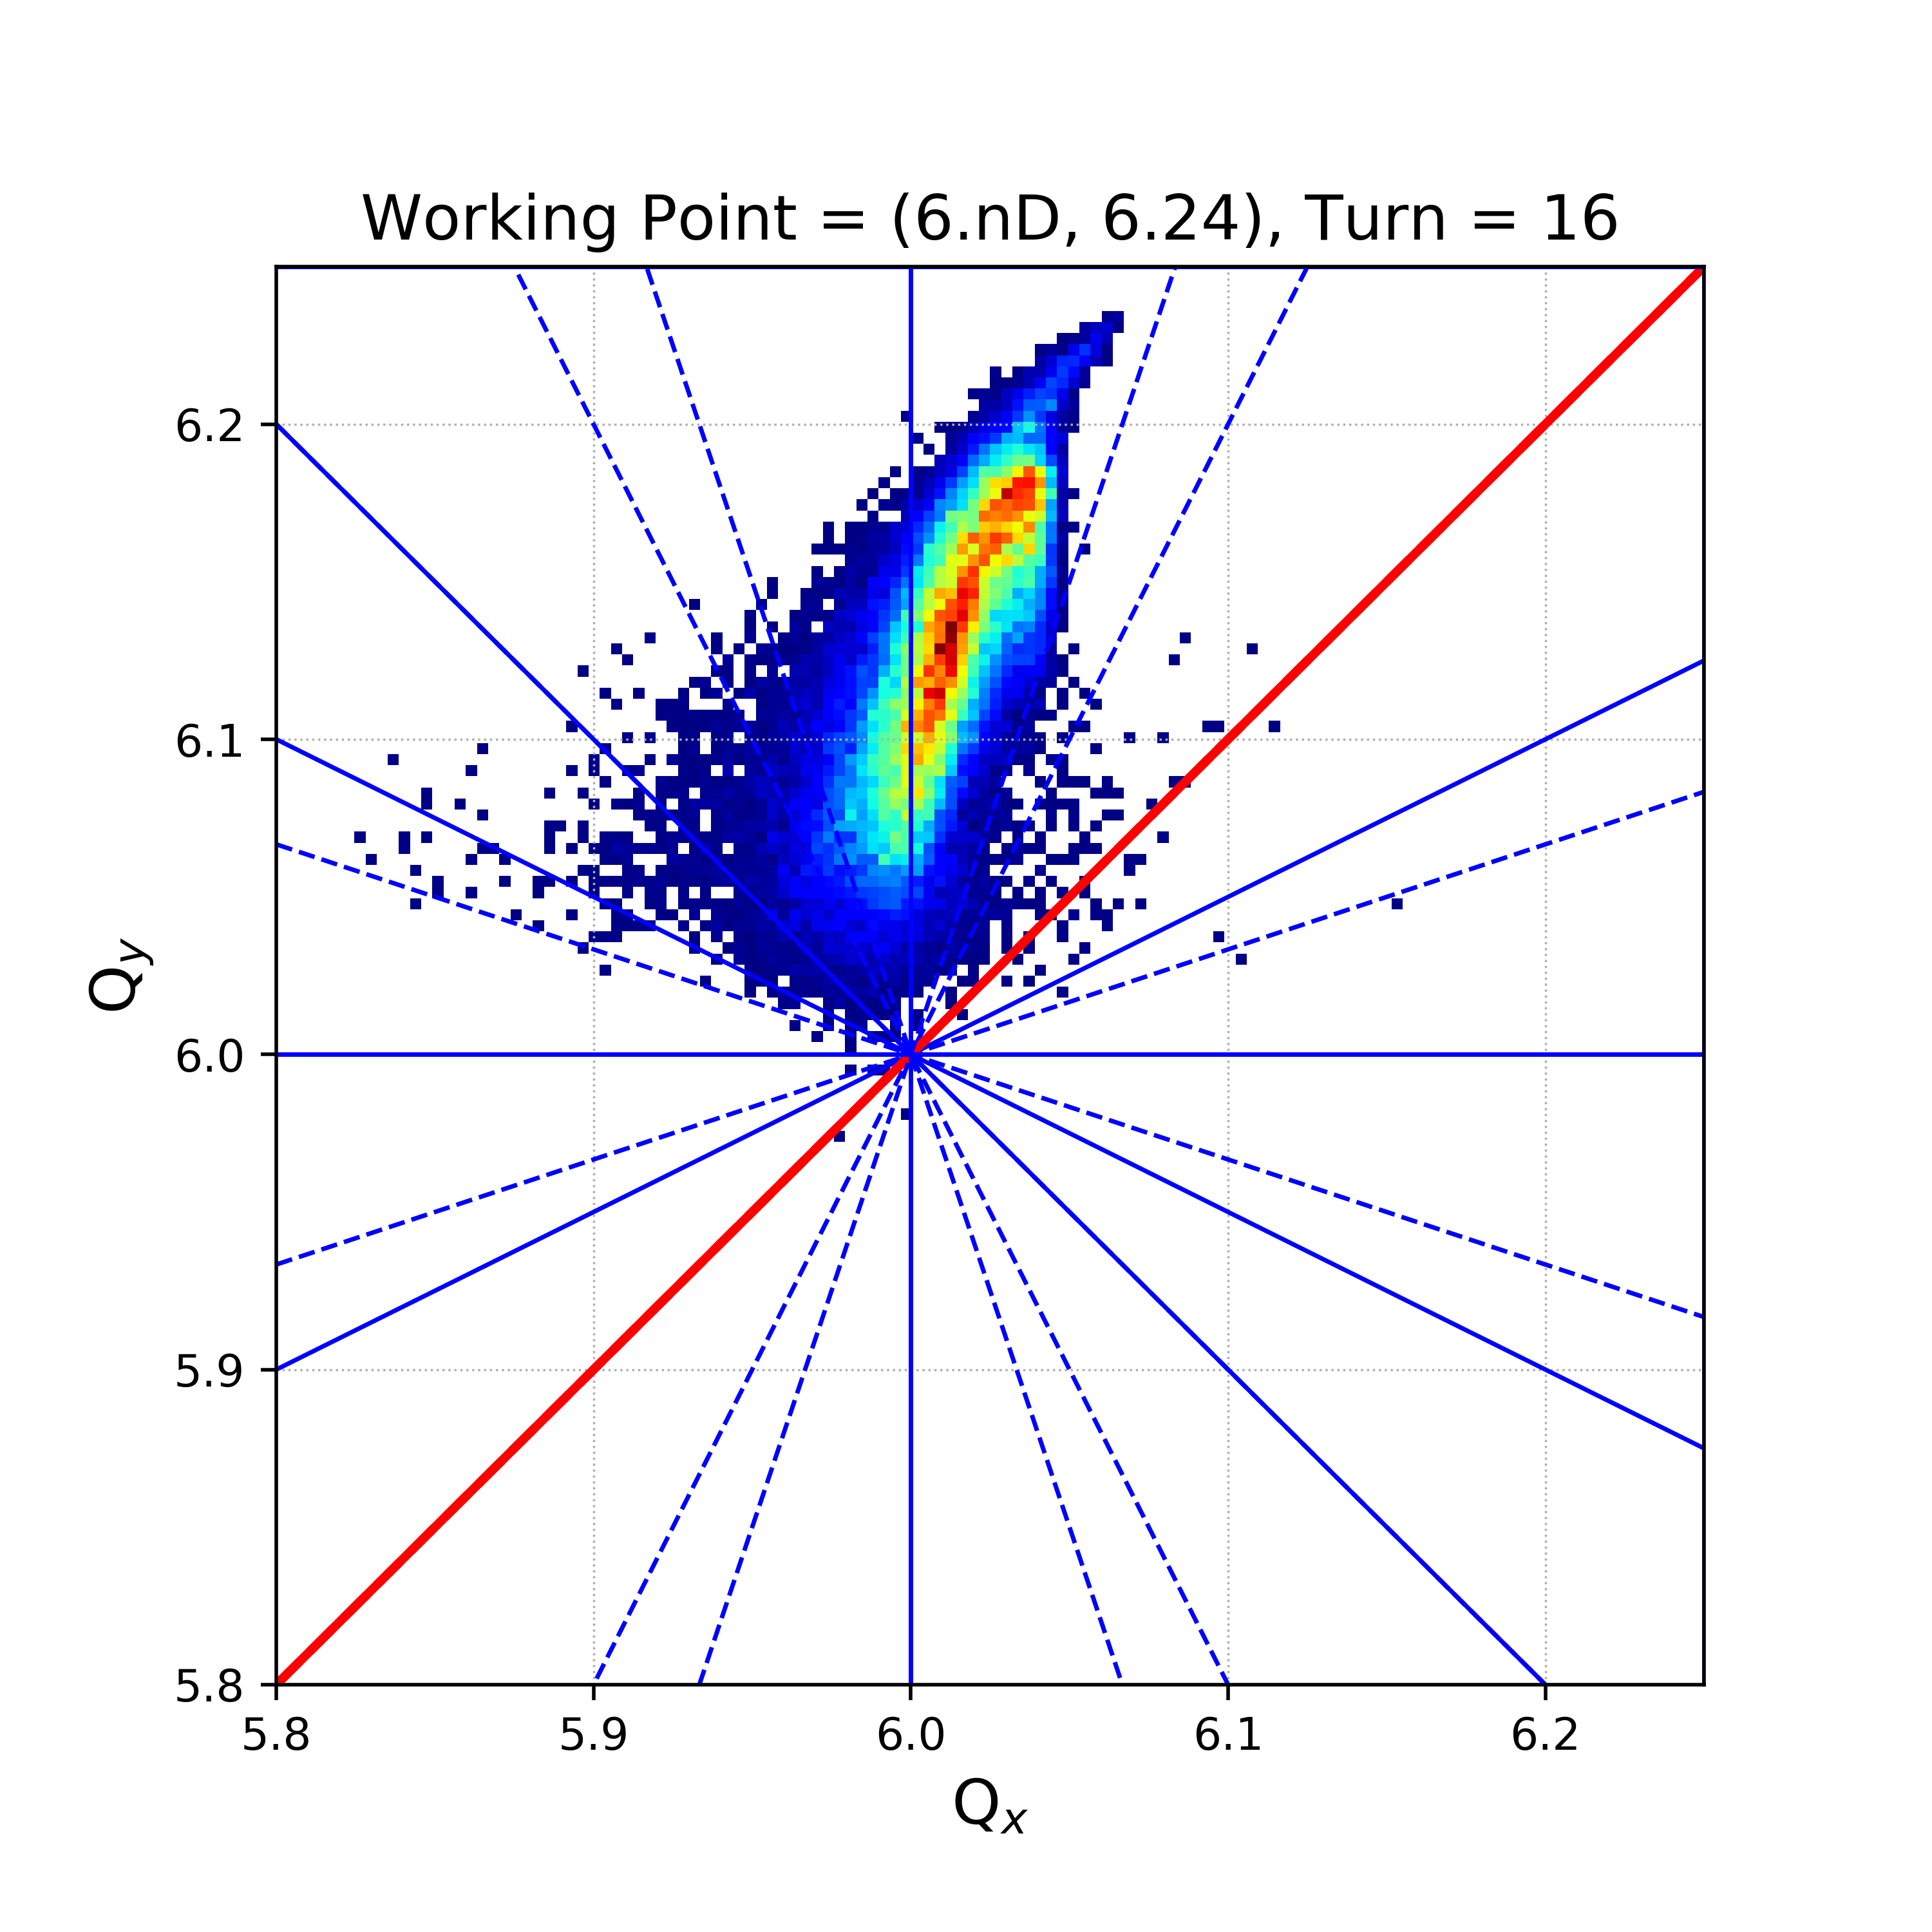 Working Point = (6.nD, 6.24), Turn = 16
6.2
6.1
6.0
5.9
5.8
Qy
5.8 5.9 6.0 6.1 6.2
Qx